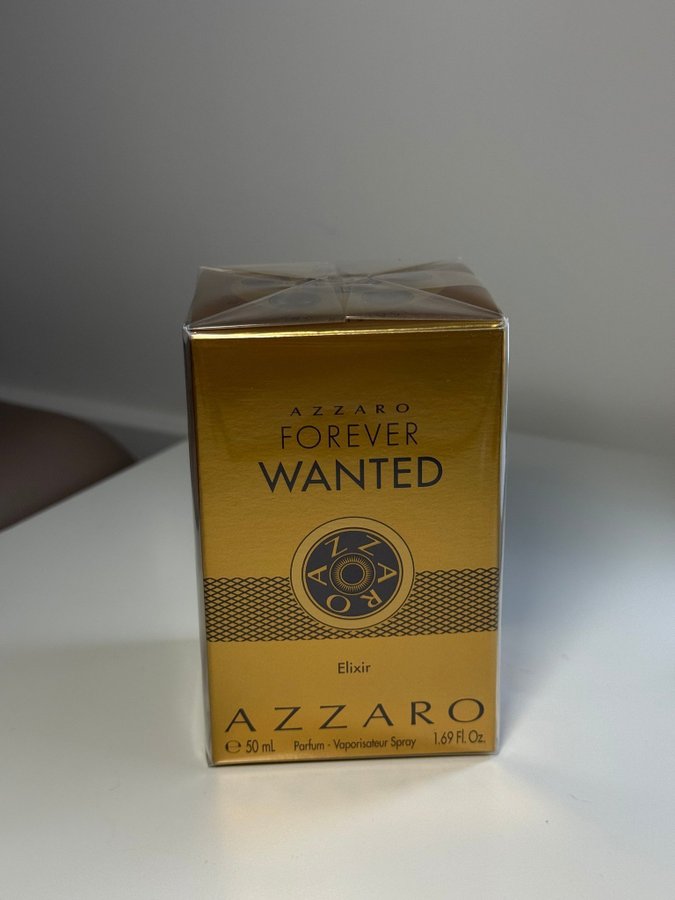 AZZARO
FOREVER
WANTED
AZZARO
Elixir
AZZARO
℮ 50 mL Parfum - Vaporisateur Spray 1.69 Fl. Oz.